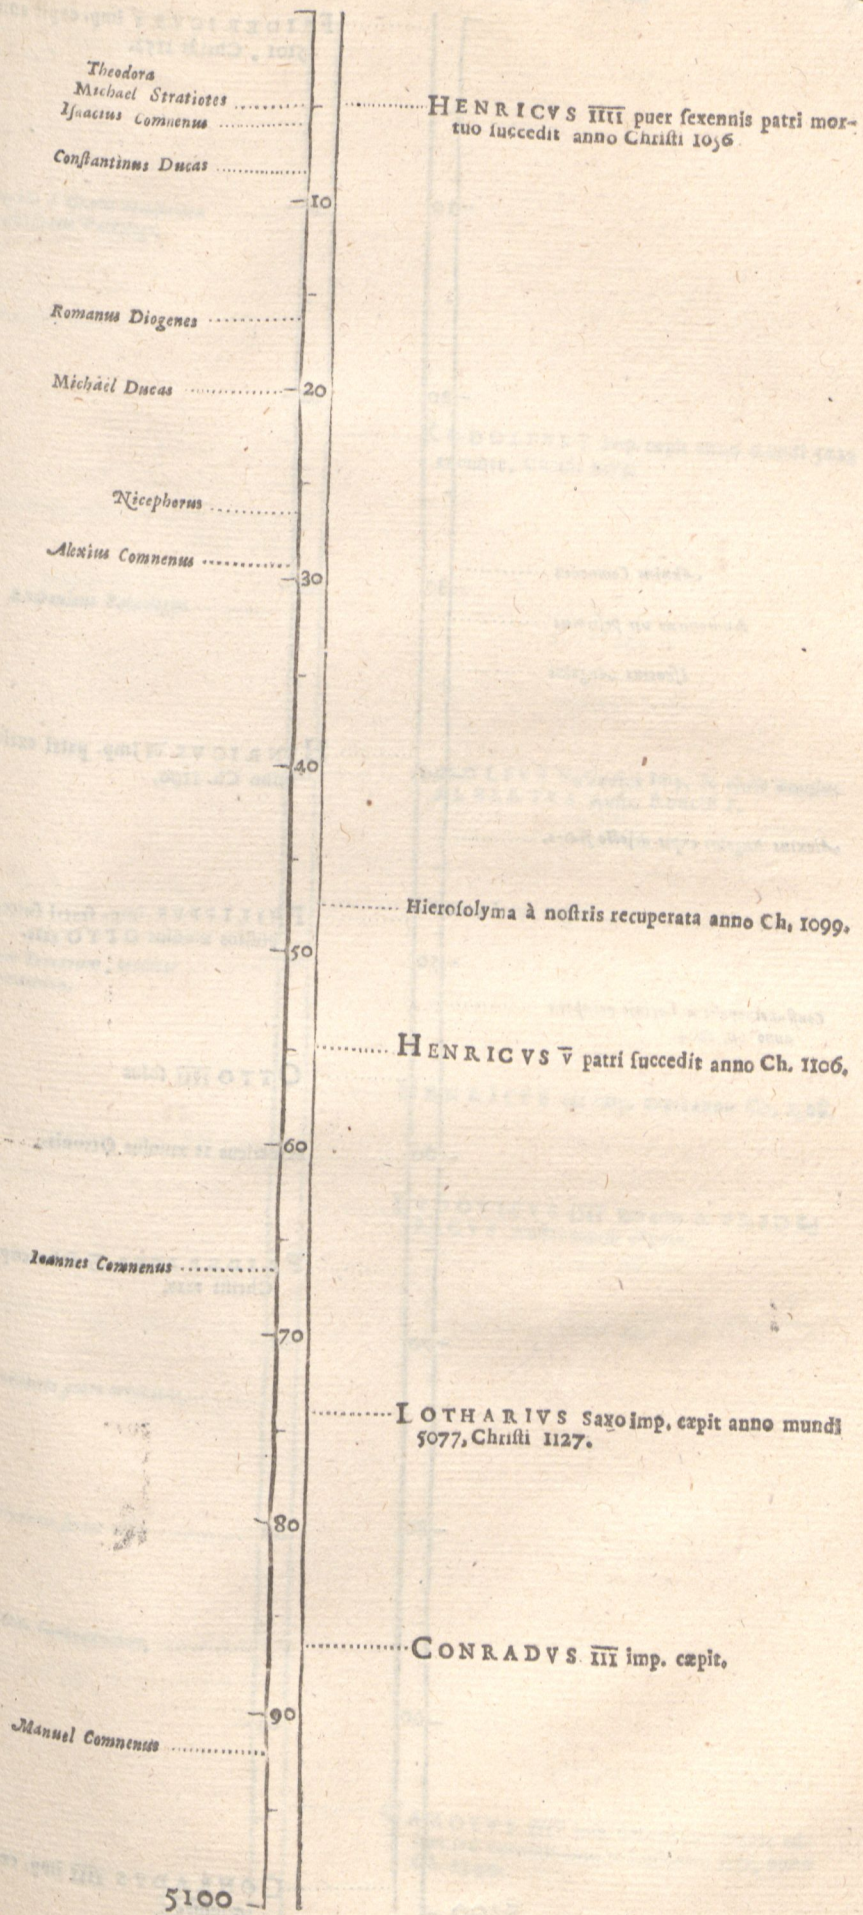 Theodora
Michael Stratiotes
Iſaacius Comnenus
HENRICVS IIII puer ſexennis patri mor-
tuo ſuccedit anno Chriſti 1056
Conſtantinus Ducas
10
Romanus Diogenes
Michaël Ducas
20
Nicephorus
Alexius Comnenus
30
40
Hieroſolyma à noſtris recuperata anno Ch. 1099.
50
HENRICVS V patri ſuccedit anno Ch. 1106.
60
Ioannes Comnenus
70
LOTHARIVS Saxo imp. cæpit anno mundi
5077, Chriſti 1127.
80
CONRADVS III imp. cæpit.
90
Manuel Comnenus
5100